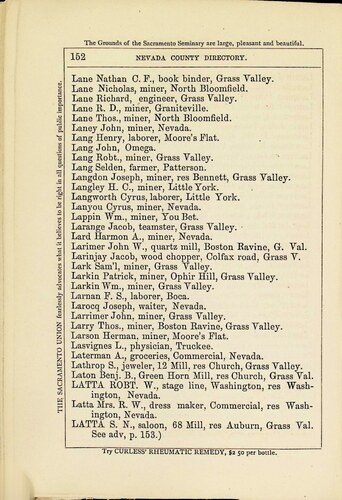 The Grounds of the Sacramento Seminary are large, pleasant and beautiful.
152 NEVADA COUNTY DIRECTORY.
THE SACRAMENTO UNION fearlessly advocates what it believes to be right in all questions of public importance.
Lane Nathan C. F., book binder, Grass Valley.
Lane Nicholas, miner, North Bloomfield.
Lane Richard, engineer, Grass Valley.
Lane R. D., miner, Graniteville.
Lane Thos., miner, North Bloomfield.
Laney John, miner, Nevada.
Lang Henry, laborer, Moore's Flat.
Lang John, Omega.
Lang Robt., miner, Grass Valley.
Lang Selden, farmer, Patterson.
Langdon Joseph, miner, res Bennett, Grass Valley.
Langley H. C., miner, Little York.
Langworth Cyrus, laborer, Little York.
Lanyou Cyrus, miner, Nevada.
Lappin Wm., miner, You Bet.
Larange Jacob, teamster, Grass Valley.
Lard Harmon A., miner, Nevada.
Larimer John W., quartz mill, Boston Ravine, G. Val.
Larinjay Jacob, wood chopper, Colfax road, Grass V.
Lark Sam'l, miner, Grass Valley.
Larkin Patrick, miner, Ophir Hill, Grass Valley.
Larkin Wm., miner, Grass Valley.
Larnan F. S., laborer, Boca.
Larocq Joseph, waiter, Nevada.
Larrimer John, miner, Grass Valley.
Larry Thos., miner, Boston Ravine, Grass Valley.
Larson Herman, miner, Moore's Flat.
Lasvignes L., physician, Truckee.
Laterman A., groceries, Commercial, Nevada.
Lathrop S., jeweler, 12 Mill, res Church, Grass Valley.
Laton Benj. B., Green Horn Mill, res Church, Grass Val.
LATTA ROBT. W., stage line, Washington, res Wash-
ington, Nevada.
Latta Mrs. R. W., dress maker, Commercial, res Wash-
ington, Nevada.
LATTA S. N., saloon, 68 Mill, res Auburn, Grass Val.
See adv, p. 153.)
Try CURLESS' RHEUMATIC REMEDY, $2 50 per bottle.